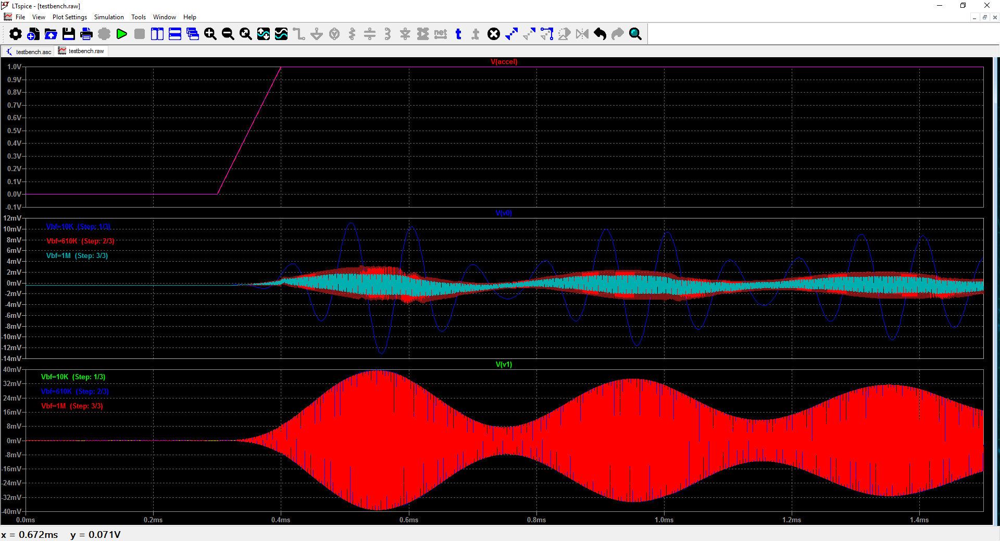 LTspice - [testbench.raw]
File View Plot Settings Simulation Tools Window Help
net t t
testbench.asc testbench.raw
V(accel)
1.0V
0.9V
0.8V
0.7V
0.6V
0.5V
0.4V
0.3V
0.2V
0.1V
0.0V
-0.1V
V(v0)
12mV
10mV
8mV
6mV
4mV
2mV
0mV
-2mV
-4mV
-6mV
-8mV
-10mV
-12mV
-14mV
Vbf=10K (Step: 1/3)
Vbf=610K (Step: 2/3)
Vbf=1M (Step: 3/3)
V(v1)
40mV
32mV
24mV
16mV
8mV
0mV
-8mV
-16mV
-24mV
-32mV
-40mV
Vbf=10K (Step: 1/3)
Vbf=610K (Step: 2/3)
Vbf=1M (Step: 3/3)
0.0ms 0.2ms 0.4ms 0.6ms 0.8ms 1.0ms 1.2ms 1.4ms
x = 0.672ms y = 0.071V